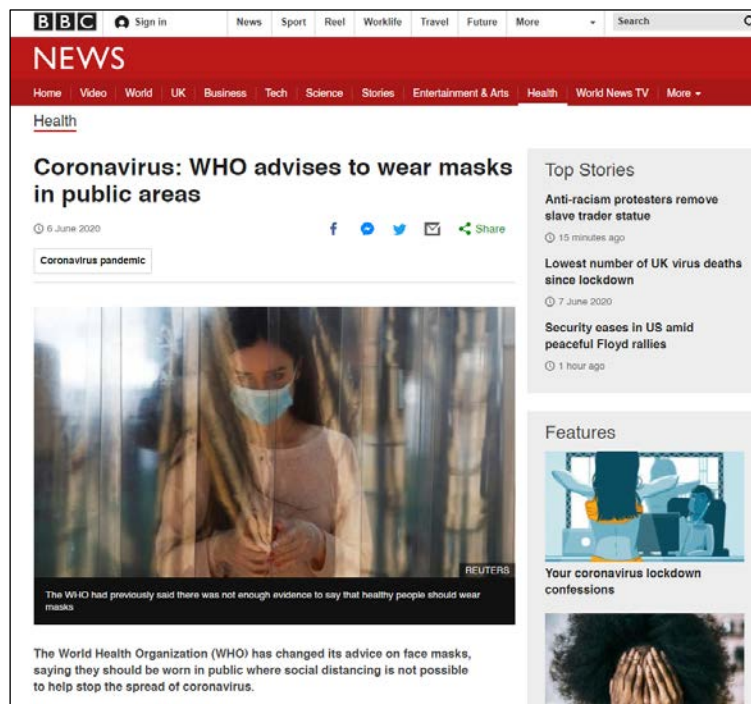 BBC Sign in News Sport Reel Worklife Travel Future More Search
NEWS
Home Video World UK Business Tech Science Stories Entertainment & Arts Health World News TV More
Health
Coronavirus: WHO advises to wear masks
in public areas
6 June 2020
Share
Coronavirus pandemic
REUTERS
The WHO had previously said there was not enough evidence to say that healthy people should wear
masks
The World Health Organization (WHO) has changed its advice on face masks,
saying they should be worn in public where social distancing is not possible
to help stop the spread of coronavirus.
Top Stories
Anti-racism protesters remove
slave trader statue
15 minutes ago
Lowest number of UK virus deaths
since lockdown
7 June 2020
Security eases in US amid
peaceful Floyd rallies
1 hour ago
Features
Your coronavirus lockdown
confessions